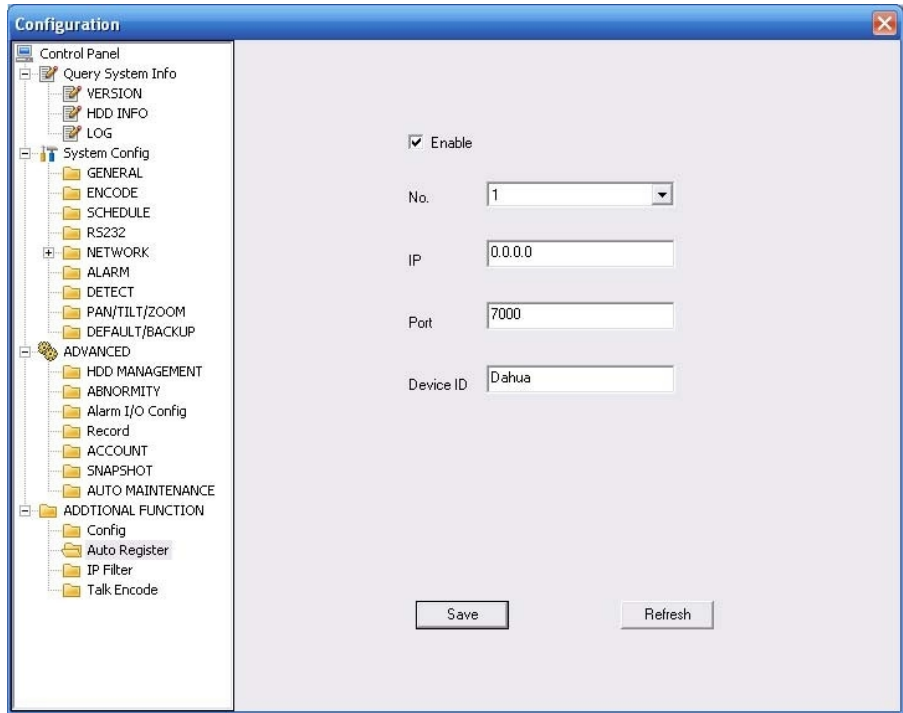 Configuration
Control Panel
Query System Info
VERSION
HDD INFO
LOG
System Config
GENERAL
ENCODE
SCHEDULE
RS232
NETWORK
ALARM
DETECT
PAN/TILT/ZOOM
DEFAULT/BACKUP
ADVANCED
HDD MANAGEMENT
ABNORMITY
Alarm I/O Config
Record
ACCOUNT
SNAPSHOT
AUTO MAINTENANCE
ADDTIONAL FUNCTION
Config
Auto Register
IP Filter
Talk Encode
Enable
No. 1
IP 0.0.0.0
Port 7000
Device ID Dahua
Save Refresh